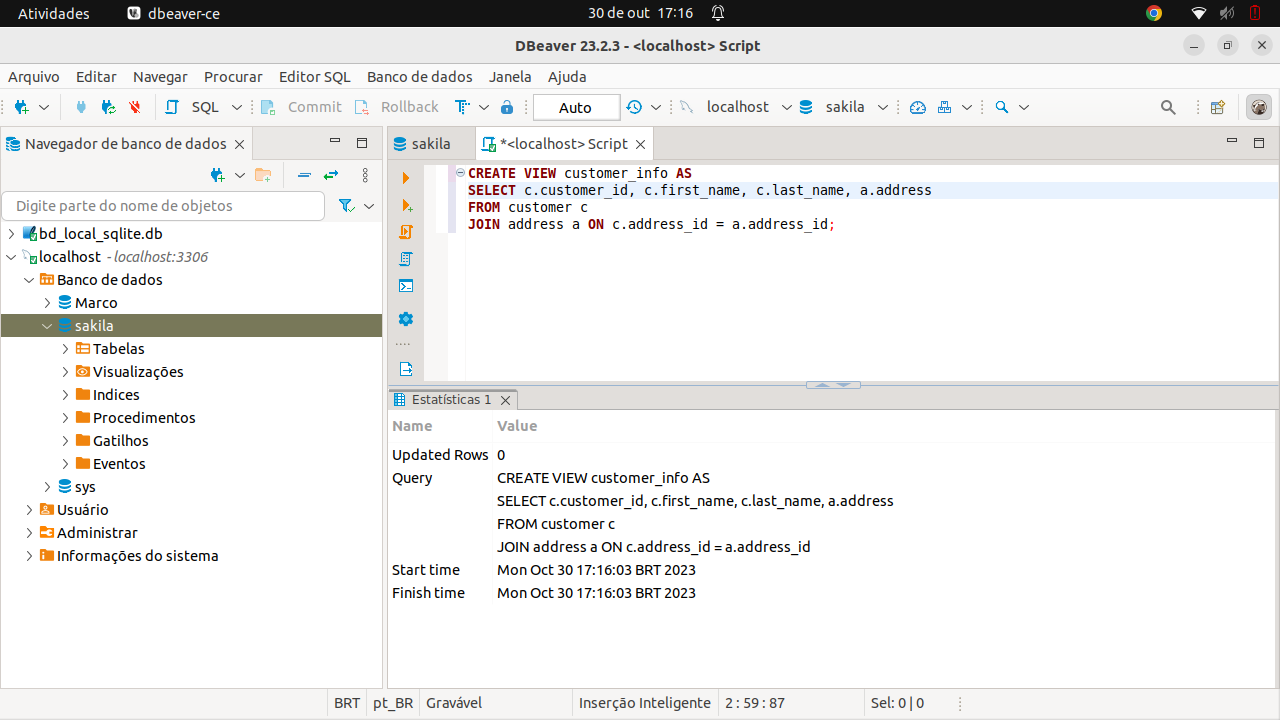 Atividades
dbeaver-ce
30 de out 17:16
DBeaver 23.2.3 - <localhost> Script
Arquivo Editar Navegar Procurar Editor SQL Banco de dados Janela Ajuda
SQL Commit Rollback Auto localhost sakila
Navegador de banco de dados
sakila
*<localhost> Script
Digite parte do nome de objetos
bd_local_sqlite.db
localhost - localhost:3306
Banco de dados
Marco
sakila
Tabelas
Visualizações
Indices
Procedimentos
Gatilhos
Eventos
sys
Usuário
Administrar
Informações do sistema
CREATE VIEW customer_info AS
SELECT c.customer_id, c.first_name, c.last_name, a.address
FROM customer c
JOIN address a ON c.address_id = a.address_id;
Estatísticas 1
Name Value
Updated Rows 0
Query CREATE VIEW customer_info AS
SELECT c.customer_id, c.first_name, c.last_name, a.address
FROM customer c
JOIN address a ON c.address_id = a.address_id
Start time Mon Oct 30 17:16:03 BRT 2023
Finish time Mon Oct 30 17:16:03 BRT 2023
BRT pt_BR Gravável Inserção Inteligente 2 : 59 : 87 Sel: 0 | 0